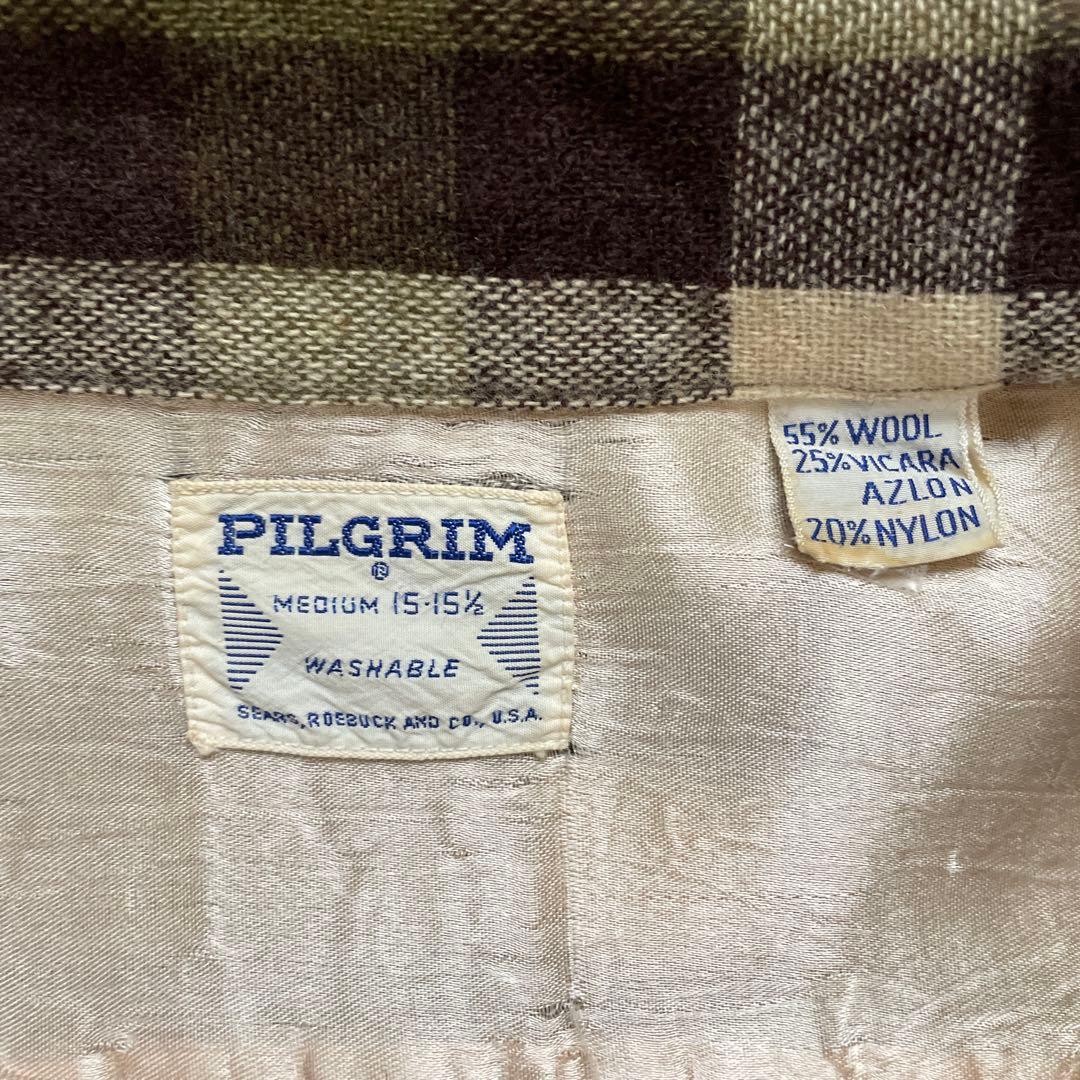 PILGRIM
®
MEDIUM 15-15½
WASHABLE
SEARS, ROEBUCK AND CO., U.S.A.
55% WOOL
25% VICARA
AZLON
20% NYLON